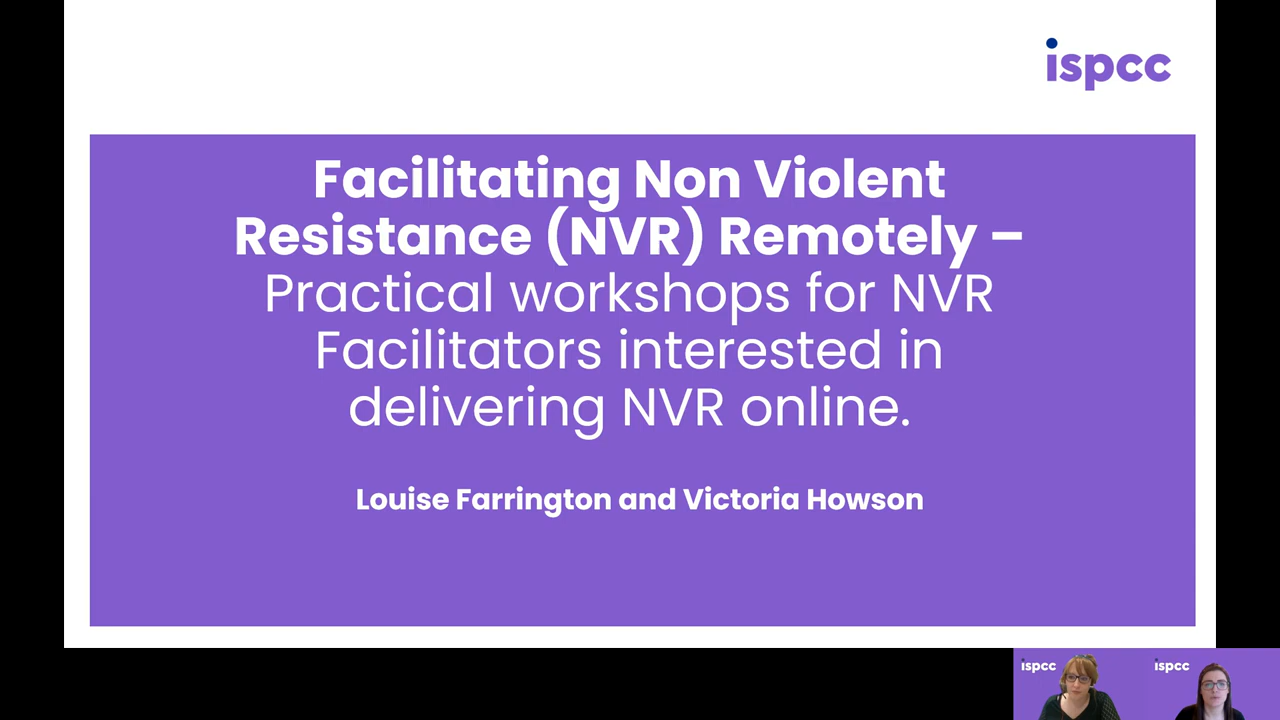 ispcc
Facilitating Non Violent
Resistance (NVR) Remotely –
Practical workshops for NVR
Facilitators interested in
delivering NVR online.
Louise Farrington and Victoria Howson
ispcc
ispcc